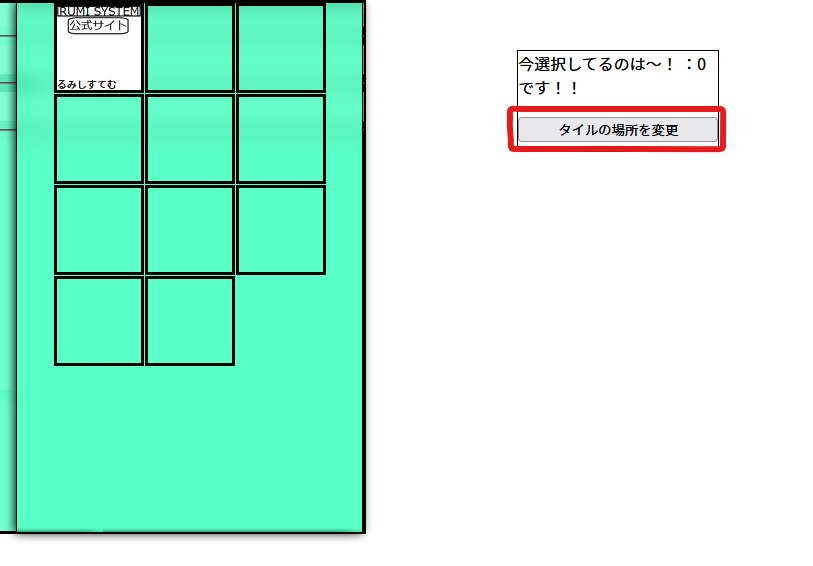 RUMI SYSTEM
公式サイト
るみしすてむ
今選択してるのは～！：0
です！！
タイルの場所を変更